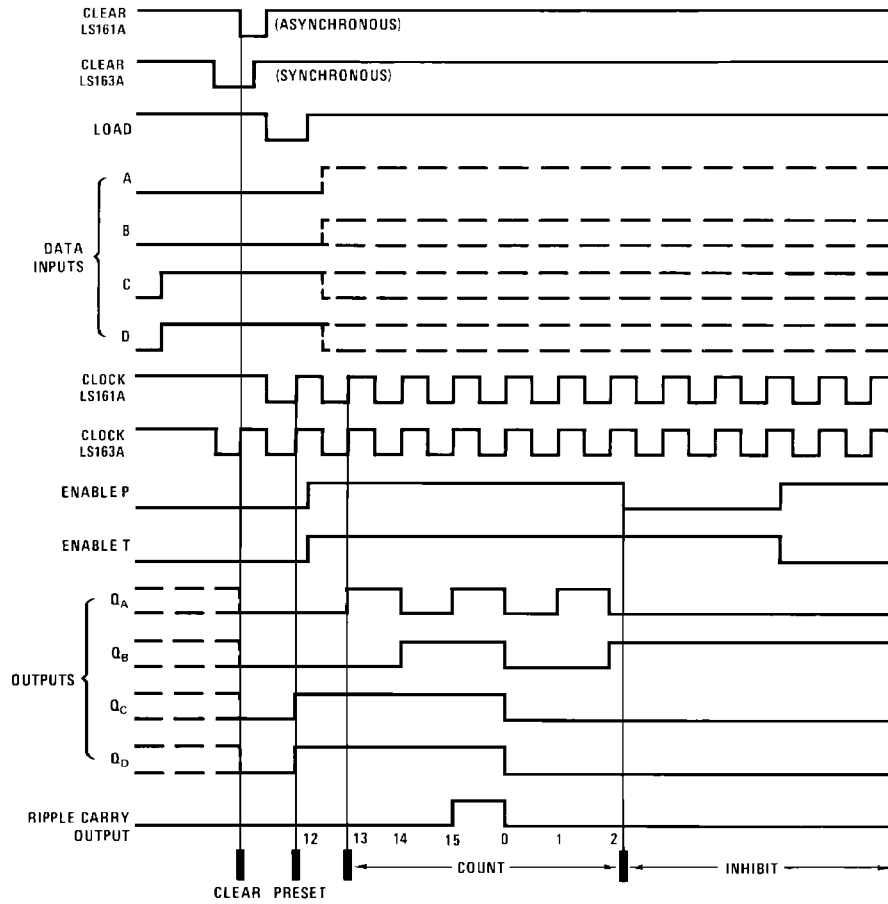 CLEAR
LS161A
(ASYNCHRONOUS)
CLEAR
LS163A
(SYNCHRONOUS)
LOAD
A
B
DATA
INPUTS
C
D
CLOCK
LS161A
CLOCK
LS163A
ENABLE P
ENABLE T
QA
QB
OUTPUTS
QC
QD
RIPPLE CARRY
OUTPUT
12 13 14 15 0 1 2
COUNT INHIBIT
CLEAR PRESET